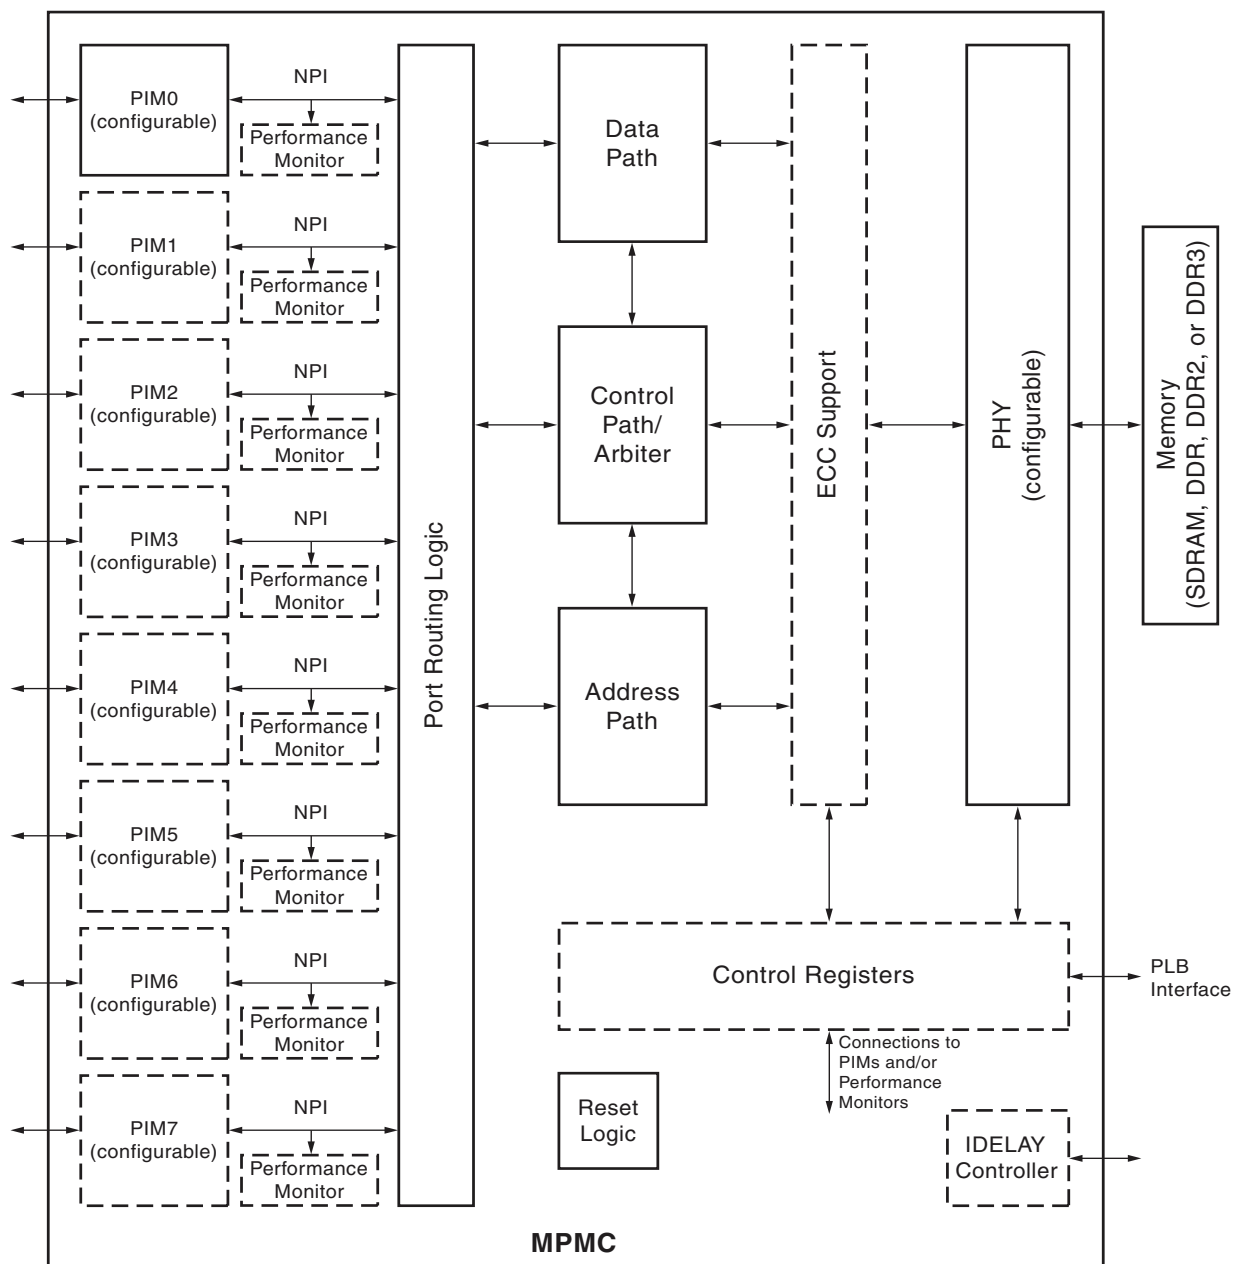 PIM0
(configurable)
NPI
Performance
Monitor
PIM1
(configurable)
NPI
Performance
Monitor
PIM2
(configurable)
NPI
Performance
Monitor
PIM3
(configurable)
NPI
Performance
Monitor
PIM4
(configurable)
NPI
Performance
Monitor
PIM5
(configurable)
NPI
Performance
Monitor
PIM6
(configurable)
NPI
Performance
Monitor
PIM7
(configurable)
NPI
Performance
Monitor
Port Routing Logic
Data
Path
Control
Path/
Arbiter
Address
Path
ECC Support
PHY
(configurable)
Memory
(SDRAM, DDR, DDR2, or DDR3)
Control Registers
PLB
Interface
Connections to
PIMs and/or
Performance
Monitors
Reset
Logic
IDELAY
Controller
MPMC